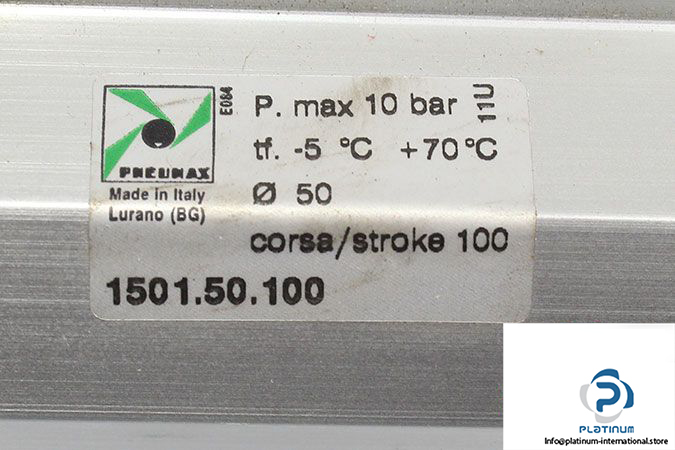 PNEUMAX
E084
Made in Italy
Lurano (BG)
P. max 10 bar
11U
tf. -5 °C +70°C
Ø 50
corsa/stroke 100
1501.50.100
PLATINUM
Info@platinum-international.store